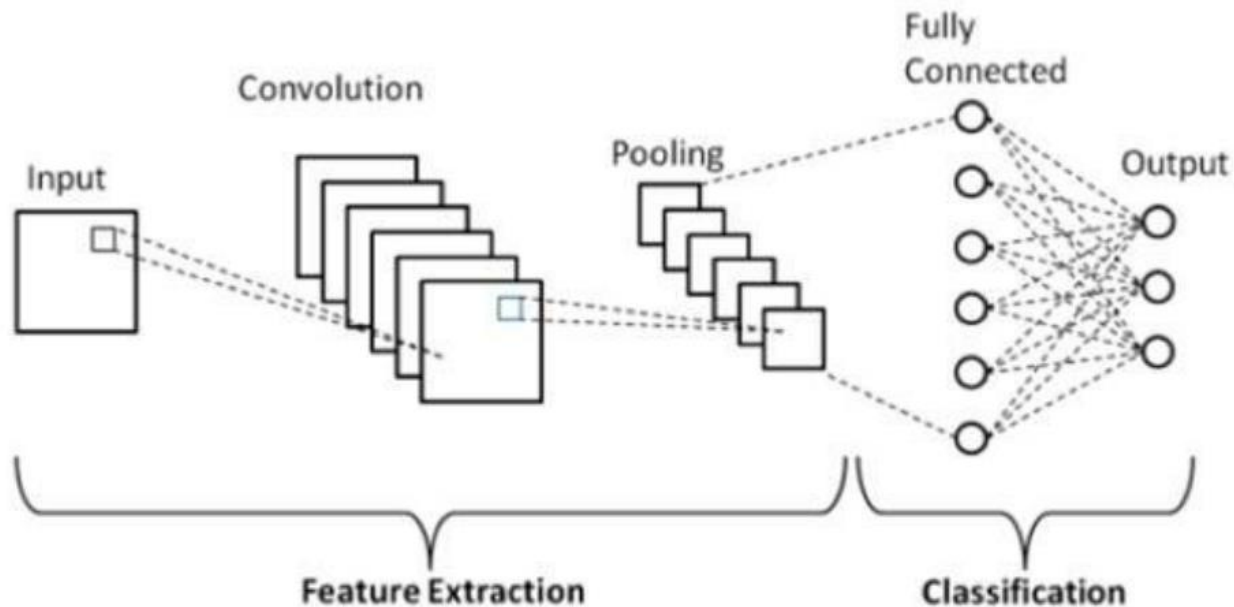 Input
Convolution
Pooling
Fully
Connected
Output
Feature Extraction
Classification